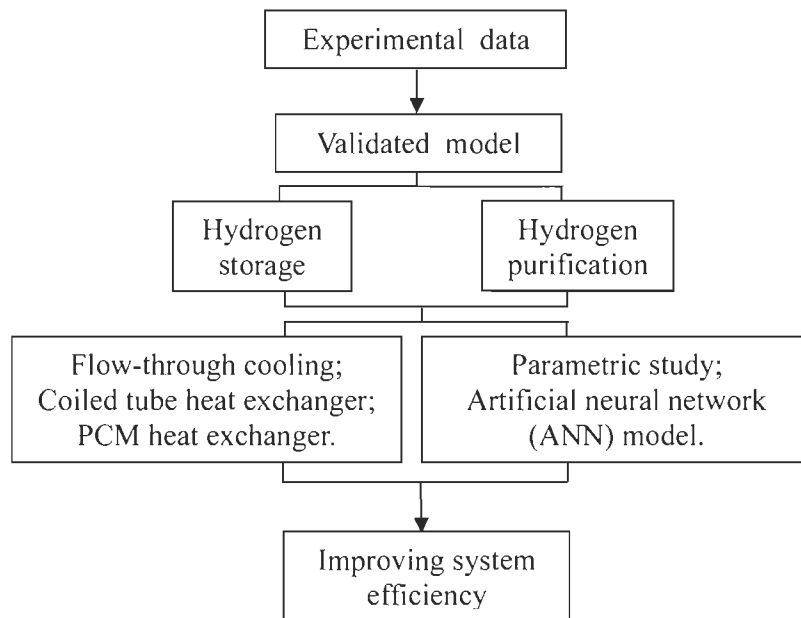 Experimental data
Validated model
Hydrogen
storage
Hydrogen
purification
Flow-through cooling;
Coiled tube heat exchanger;
PCM heat exchanger.
Parametric study;
Artificial neural network
(ANN) model.
Improving system
efficiency